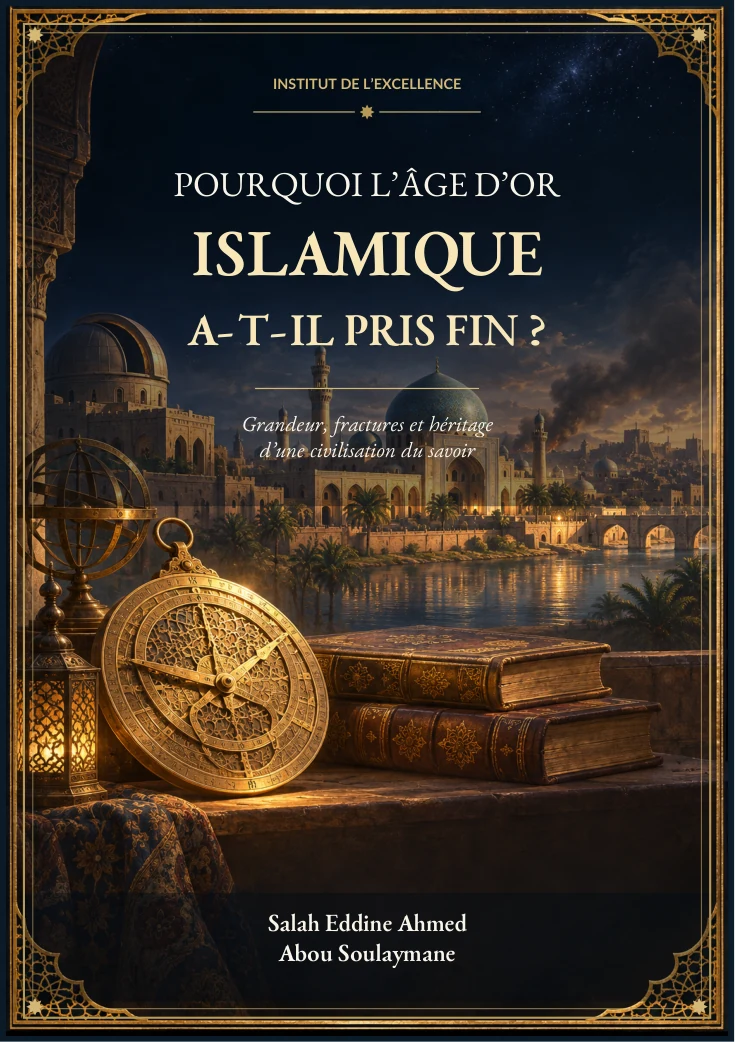 INSTITUT DE L'EXCELLENCE
POURQUOI L'ÂGE D'OR
ISLAMIQUE
A-T-IL PRIS FIN ?
Grandeur, fractures et héritage
d'une civilisation du savoir
Salah Eddine Ahmed
Abou Soulaymane